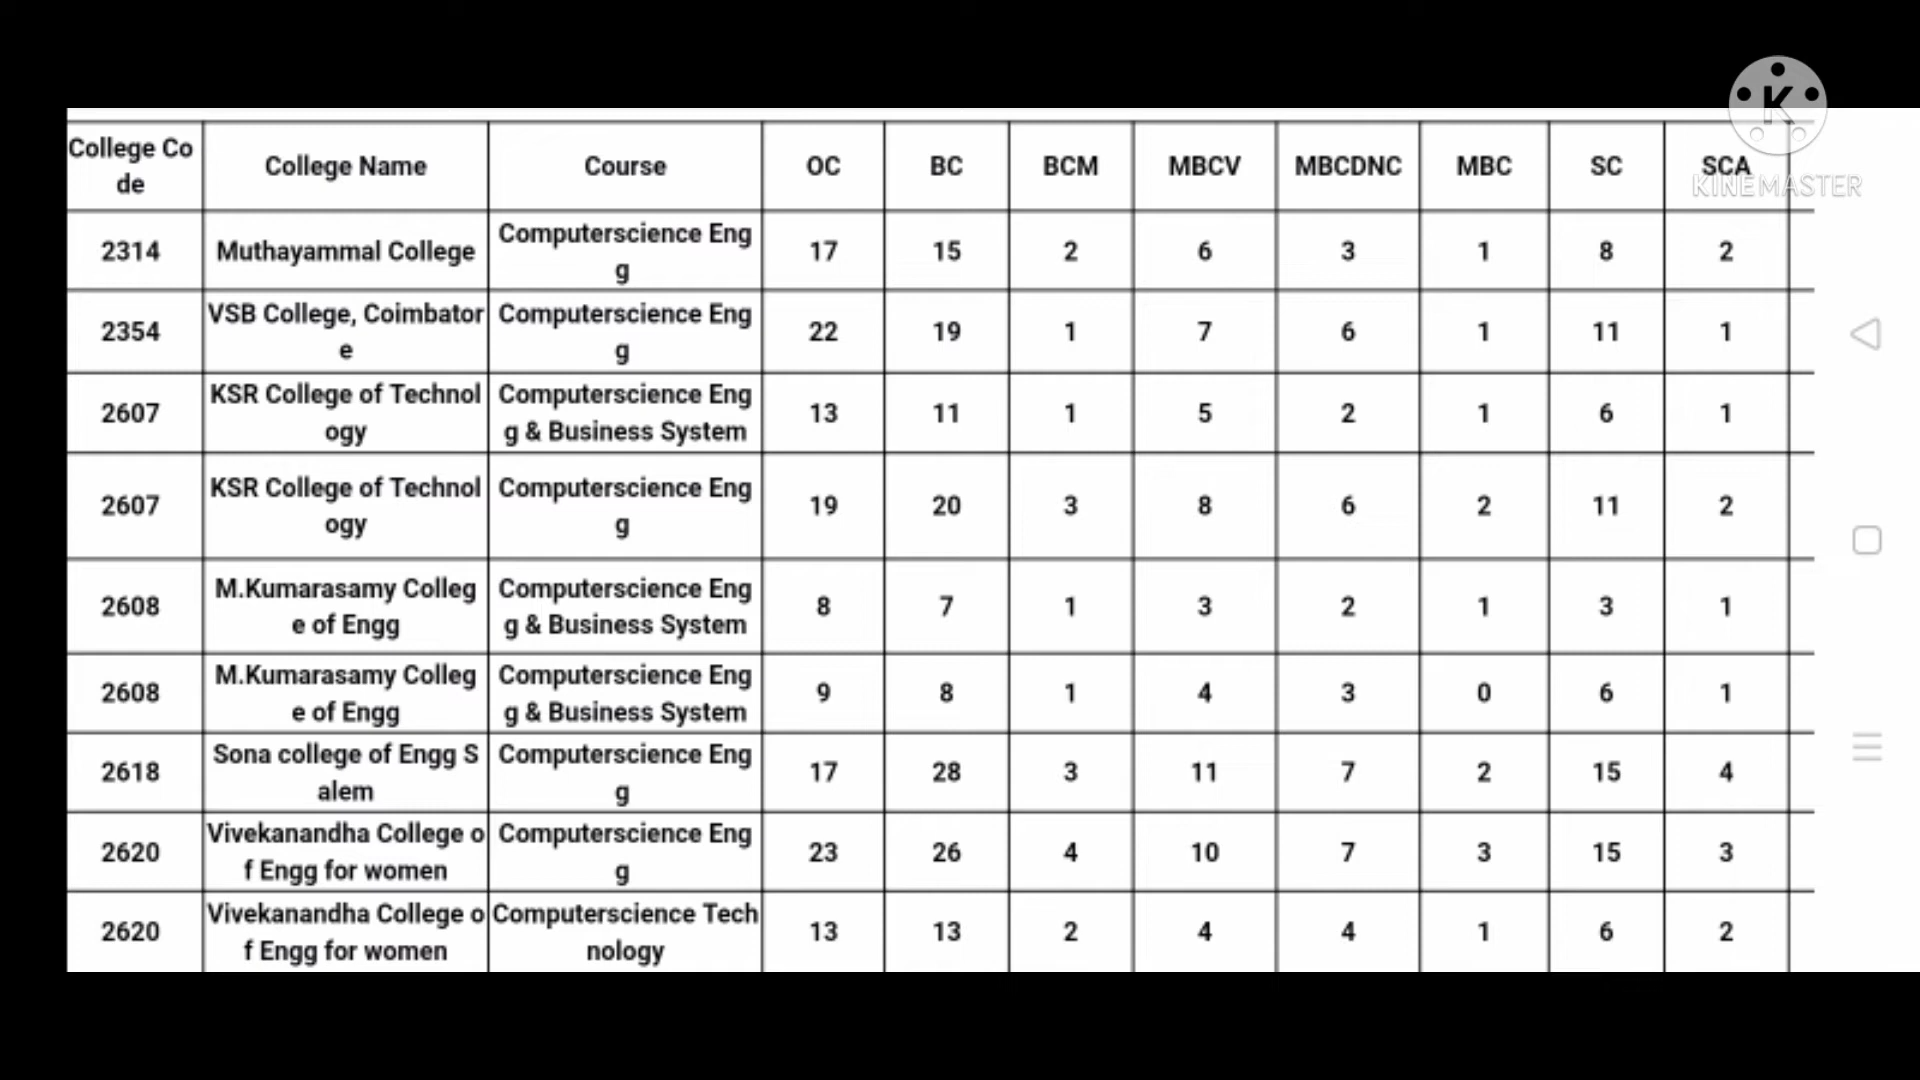 College Co
de
College Name
Course
OC
BC
BCM
MBCV
MBCDNC
MBC
SC
SCA
K
KINEMASTER
2314
Muthayammal College
Computerscience Eng
g
17
15
2
6
3
1
8
2
2354
VSB College, Coimbator
e
Computerscience Eng
g
22
19
1
7
6
1
11
1
2607
KSR College of Technol
ogy
Computerscience Eng
g & Business System
13
11
1
5
2
1
6
1
2607
KSR College of Technol
ogy
Computerscience Eng
g
19
20
3
8
6
2
11
2
2608
M.Kumarasamy Colleg
e of Engg
Computerscience Eng
g & Business System
8
7
1
3
2
1
3
1
2608
M.Kumarasamy Colleg
e of Engg
Computerscience Eng
g & Business System
9
8
1
4
3
0
6
1
2618
Sona college of Engg S
alem
Computerscience Eng
g
17
28
3
11
7
2
15
4
2620
Vivekanandha College o
f Engg for women
Computerscience Eng
g
23
26
4
10
7
3
15
3
2620
Vivekanandha College o
f Engg for women
Computerscience Tech
nology
13
13
2
4
4
1
6
2